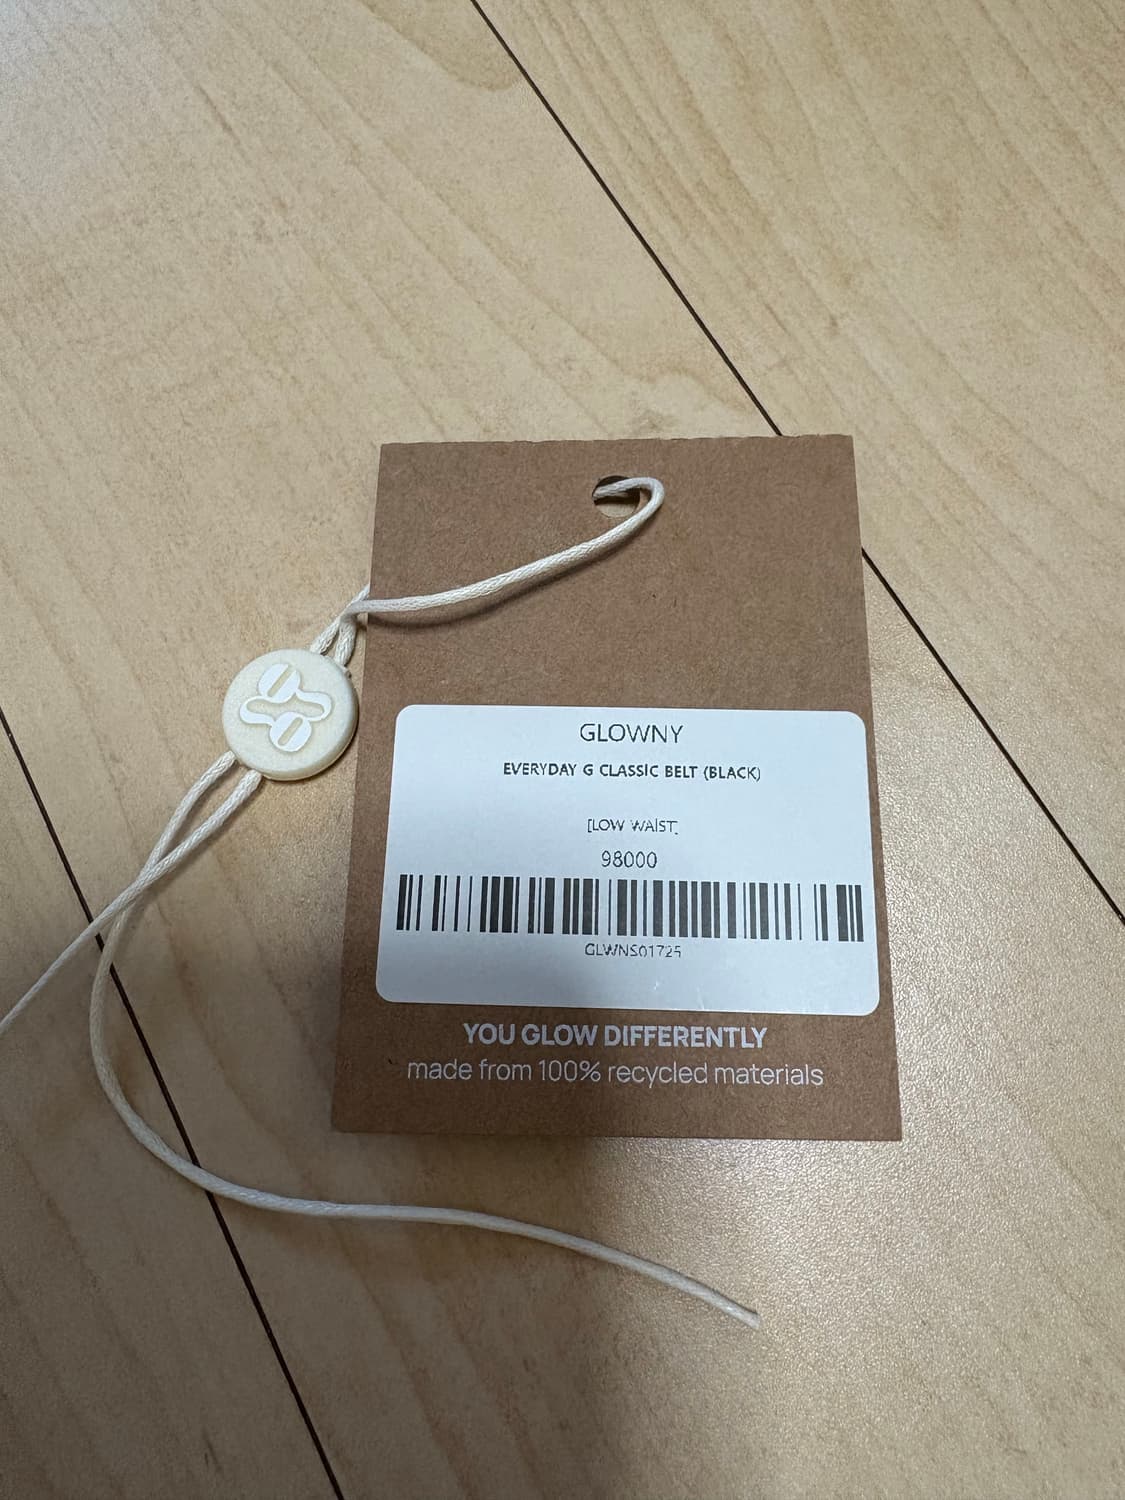 GLOWNY
EVERYDAY G CLASSIC BELT (BLACK)
[LOW WAIST]
98000
GLWNS01725
YOU GLOW DIFFERENTLY
made from 100% recycled materials